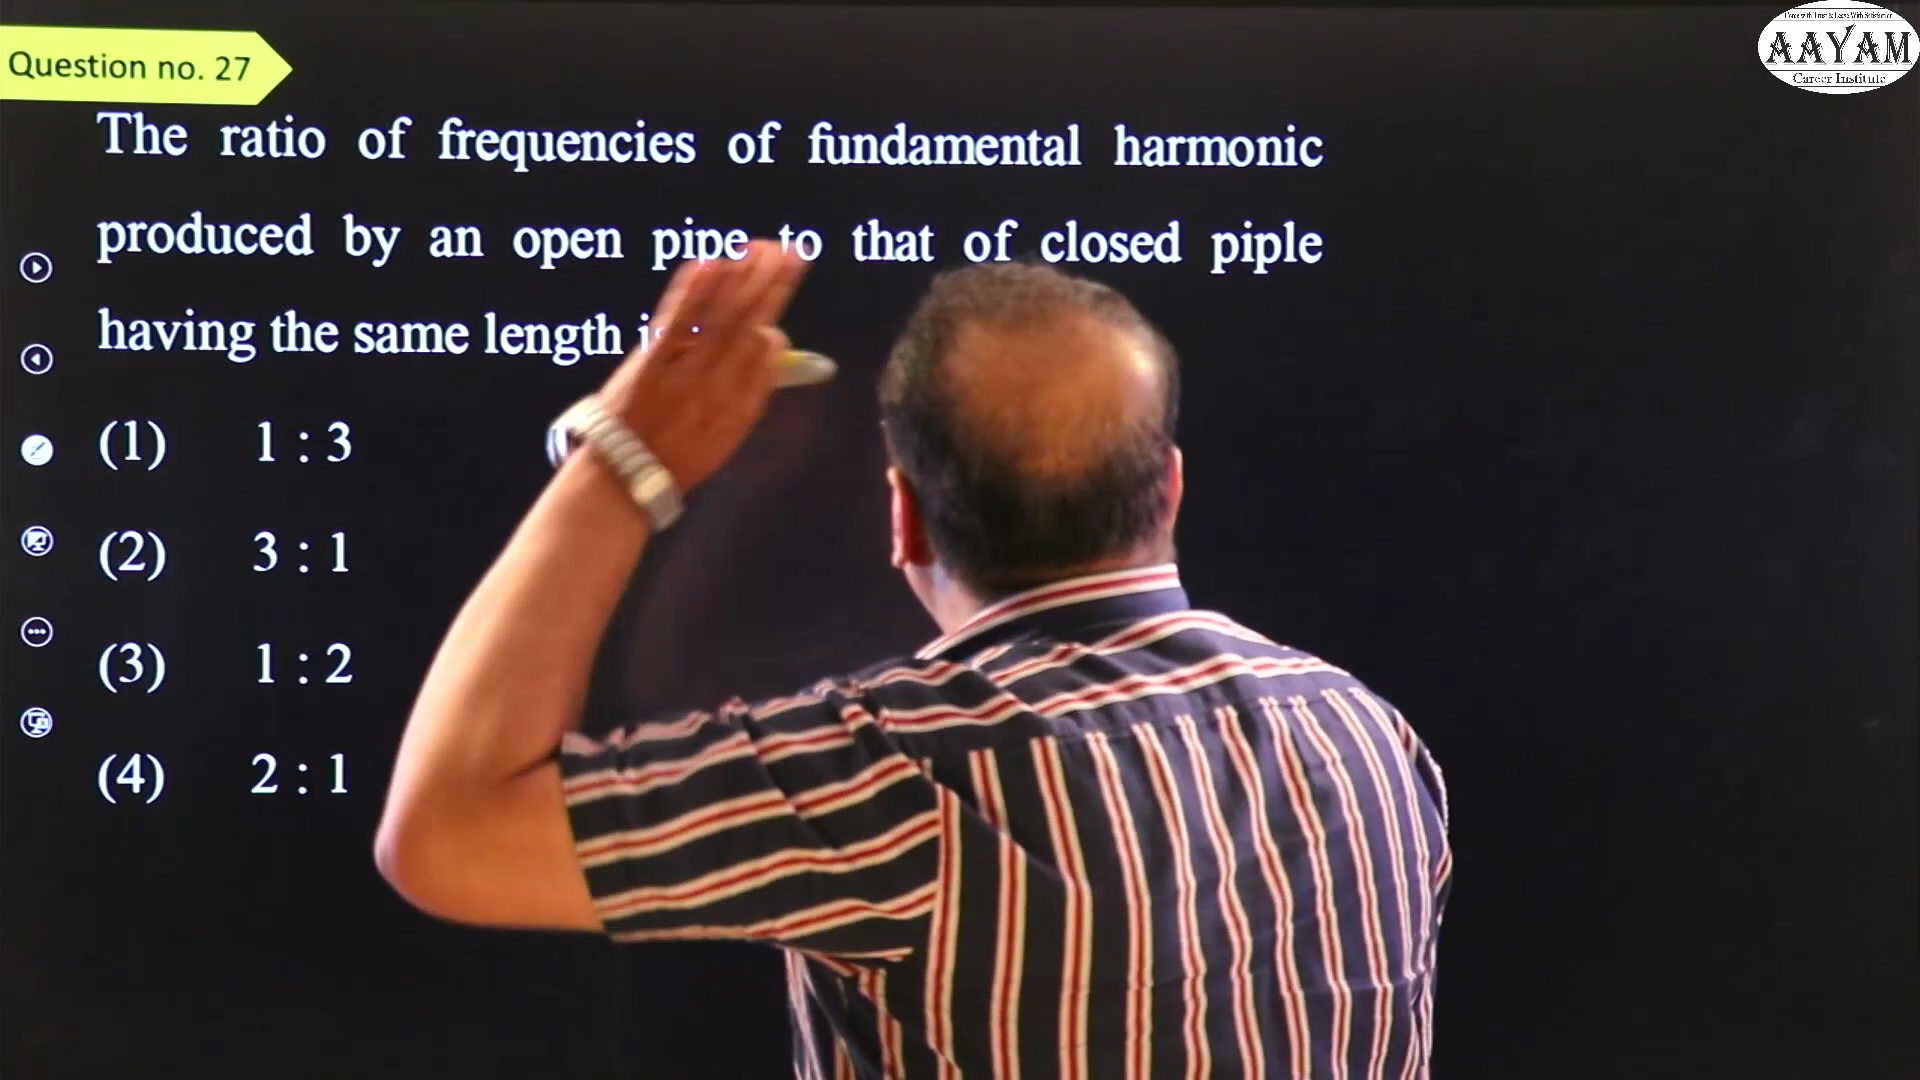 Question no. 27
The ratio of frequencies of fundamental harmonic
produced by an open pipe to that of closed piple
having the same length is :
(1) 1 : 3
(2) 3 : 1
(3) 1 : 2
(4) 2 : 1
AAYAM
Career Institute